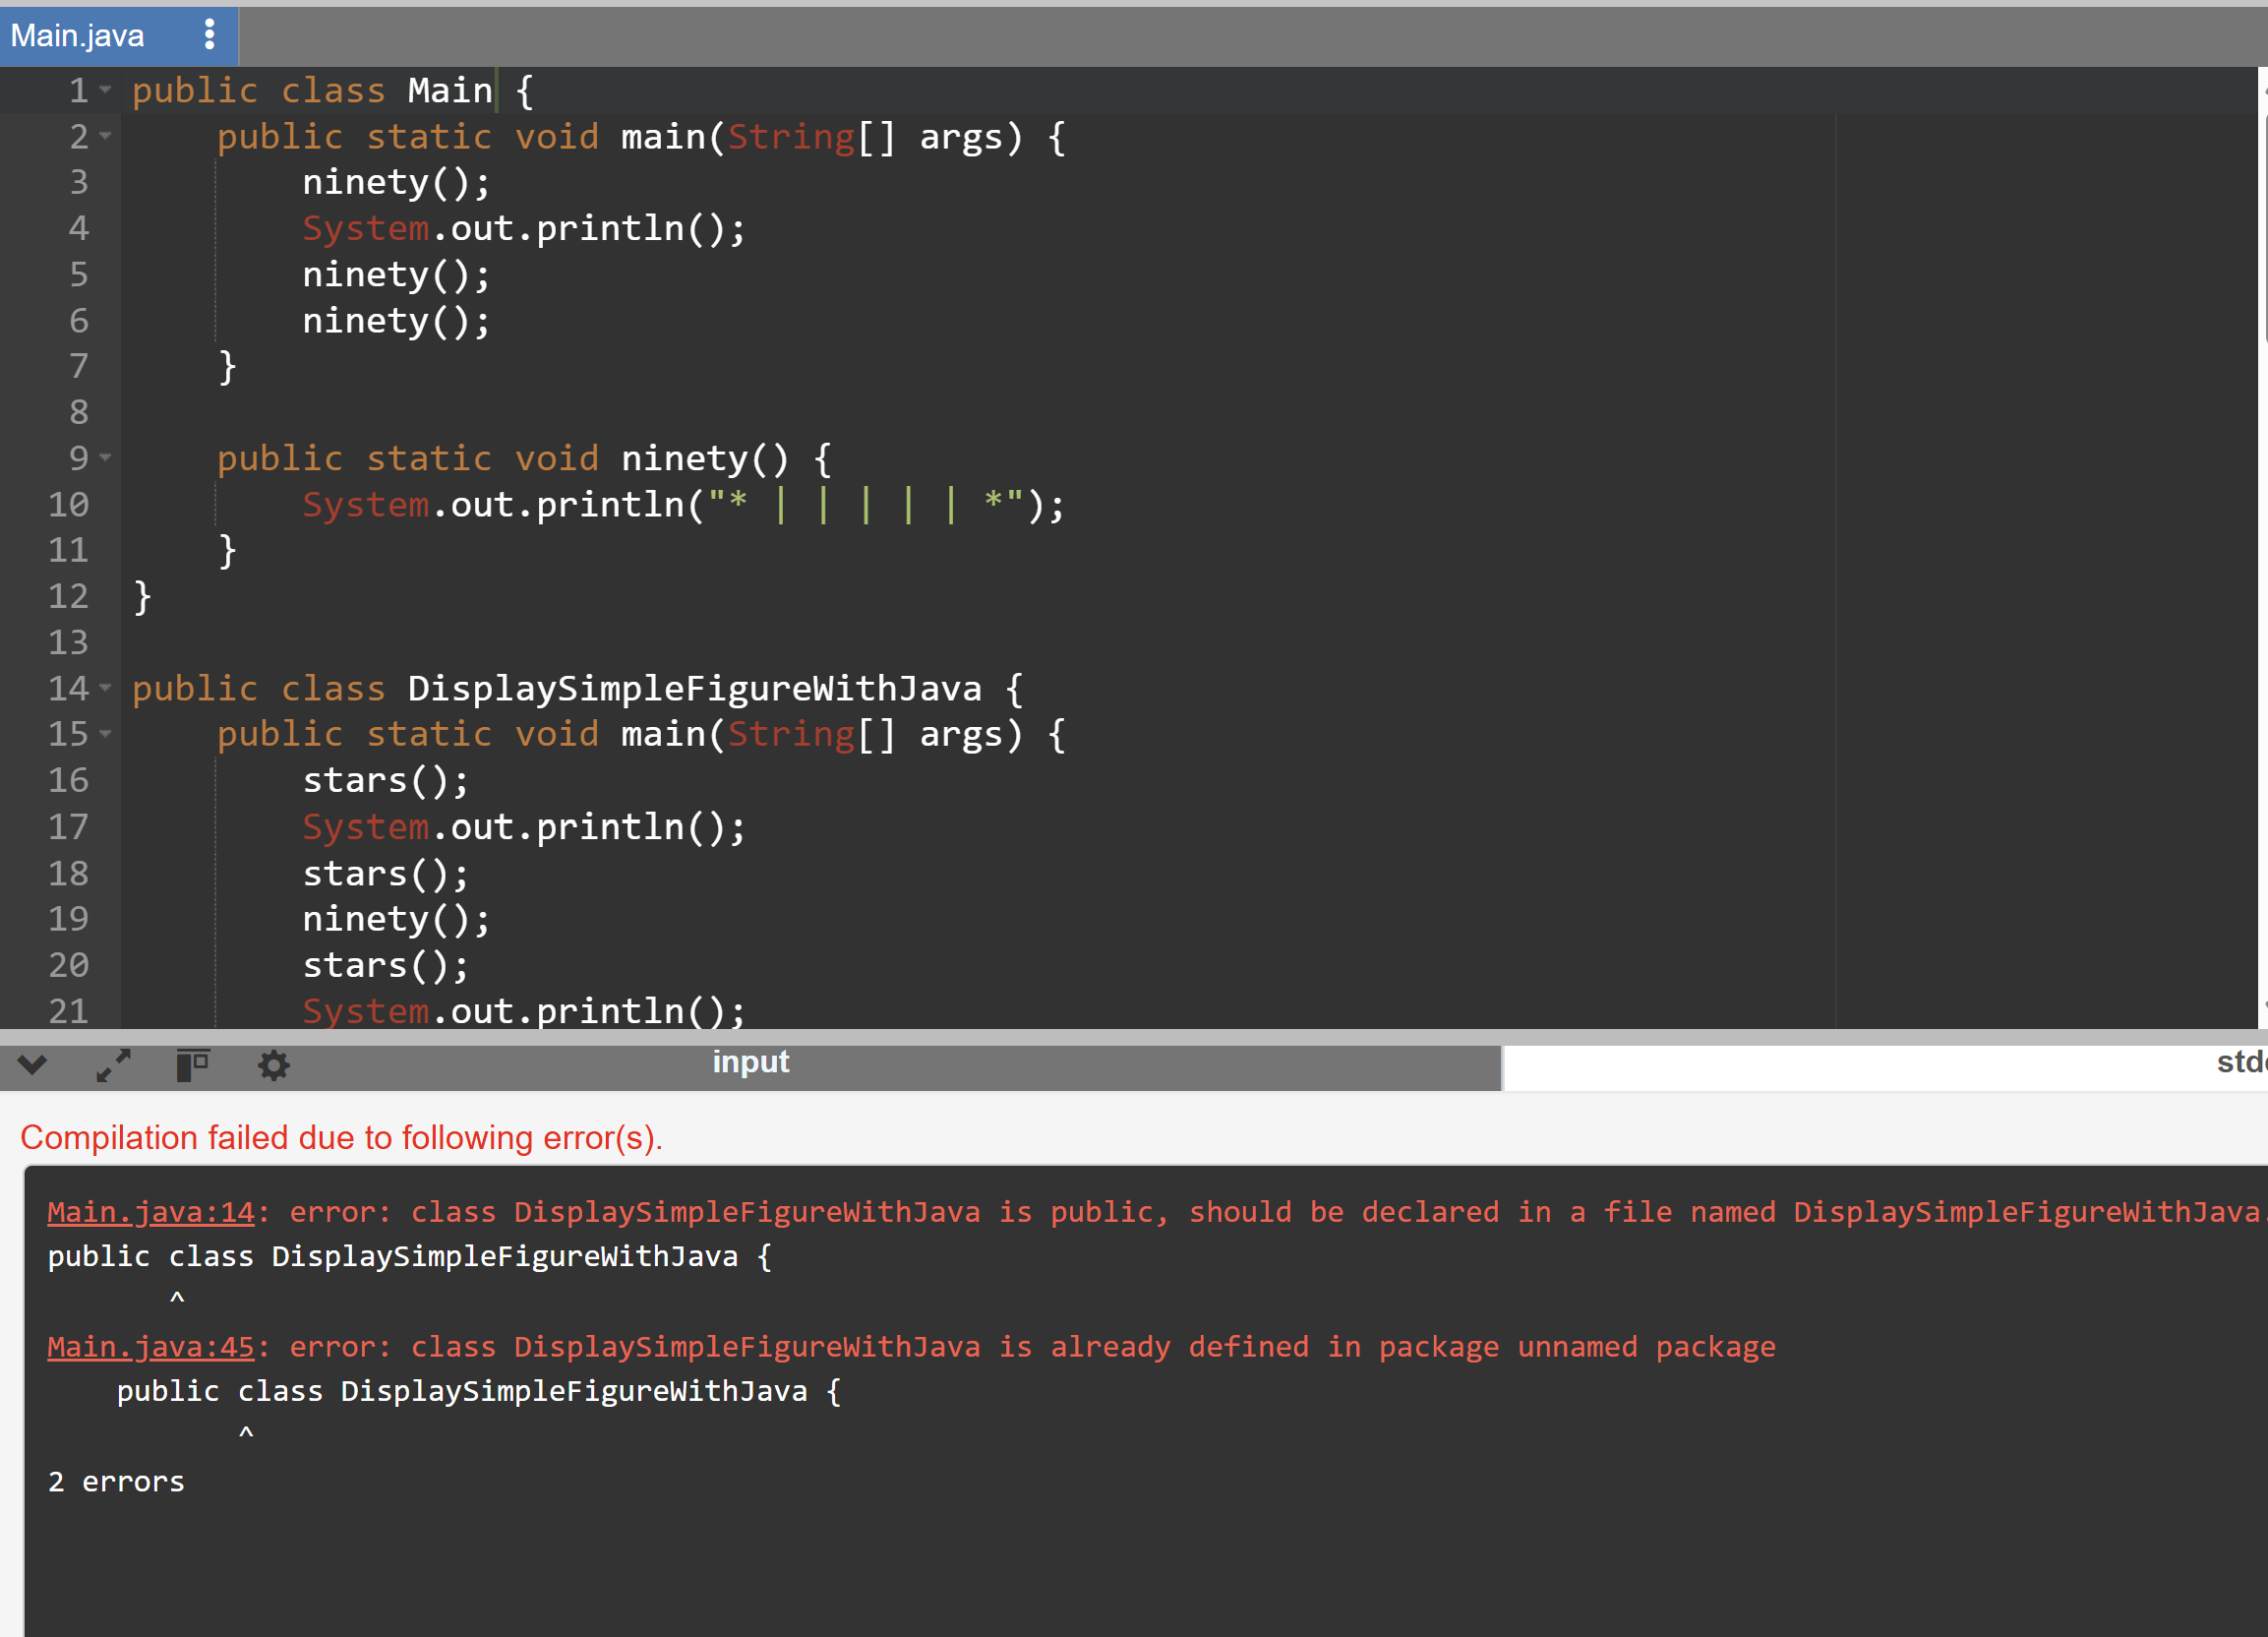 Main.java
1 public class Main {
2 public static void main(String[] args) {
3 ninety();
4 System.out.println();
5 ninety();
6 ninety();
7 }
8
9 public static void ninety() {
10 System.out.println("* | | | | | *");
11 }
12 }
13
14 public class DisplaySimpleFigureWithJava {
15 public static void main(String[] args) {
16 stars();
17 System.out.println();
18 stars();
19 ninety();
20 stars();
21 System.out.println();
input
Compilation failed due to following error(s).
Main.java:14: error: class DisplaySimpleFigureWithJava is public, should be declared in a file named DisplaySimpleFigureWithJava
public class DisplaySimpleFigureWithJava {
^
Main.java:45: error: class DisplaySimpleFigureWithJava is already defined in package unnamed package
public class DisplaySimpleFigureWithJava {
^
2 errors